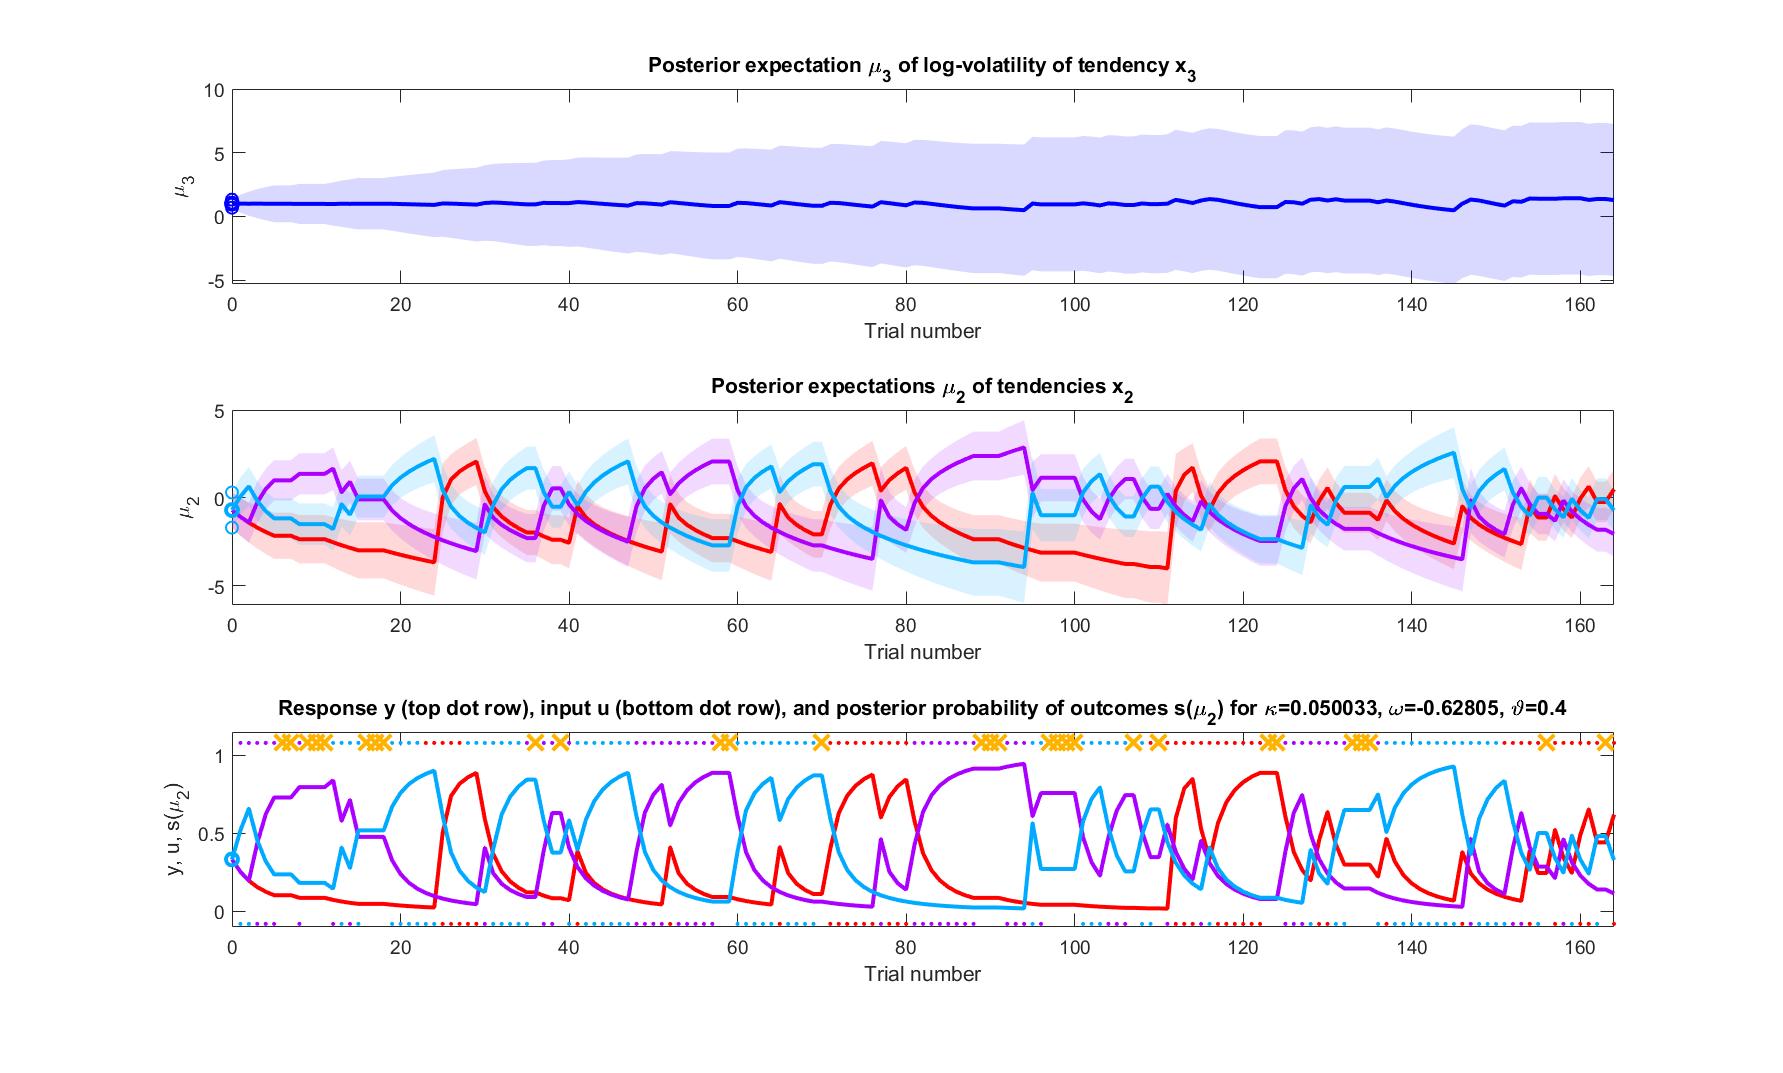 Posterior expectation μ3 of log-volatility of tendency x3
10
5
0
-5
μ3
0 20 40 60 80 100 120 140 160
Trial number
Posterior expectations μ2 of tendencies x2
5
0
-5
μ2
0 20 40 60 80 100 120 140 160
Trial number
Response y (top dot row), input u (bottom dot row), and posterior probability of outcomes s(μ2) for κ=0.050033, ω=-0.62805, ϑ=0.4
1
0.5
0
y, u, s(μ2)
0 20 40 60 80 100 120 140 160
Trial number